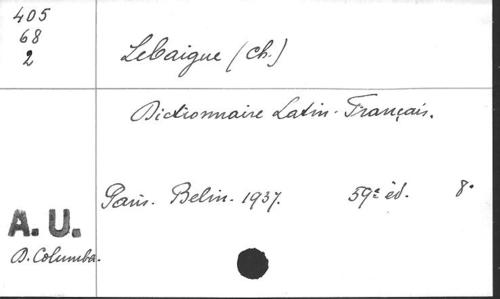 405
68
2
Lebaigue (Ch.)
Dictionnaire Latin-Français.
Paris. Belin. 1937. 59e éd. 8°
A.U.
D. Columba.